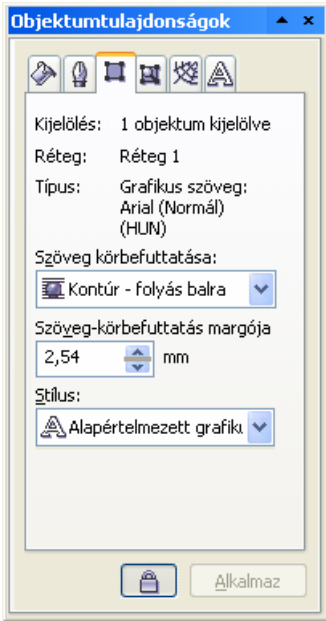 Objektumtulajdonságok
Kijelölés: 1 objektum kijelölve
Réteg: Réteg 1
Típus: Grafikus szöveg:
Arial (Normál)
(HUN)
Szöveg körbefuttatása:
Kontúr - folyás balra
Szöveg-körbefuttatás margója
2,54 mm
Stílus:
Alapértelmezett grafiku
Alkalmaz